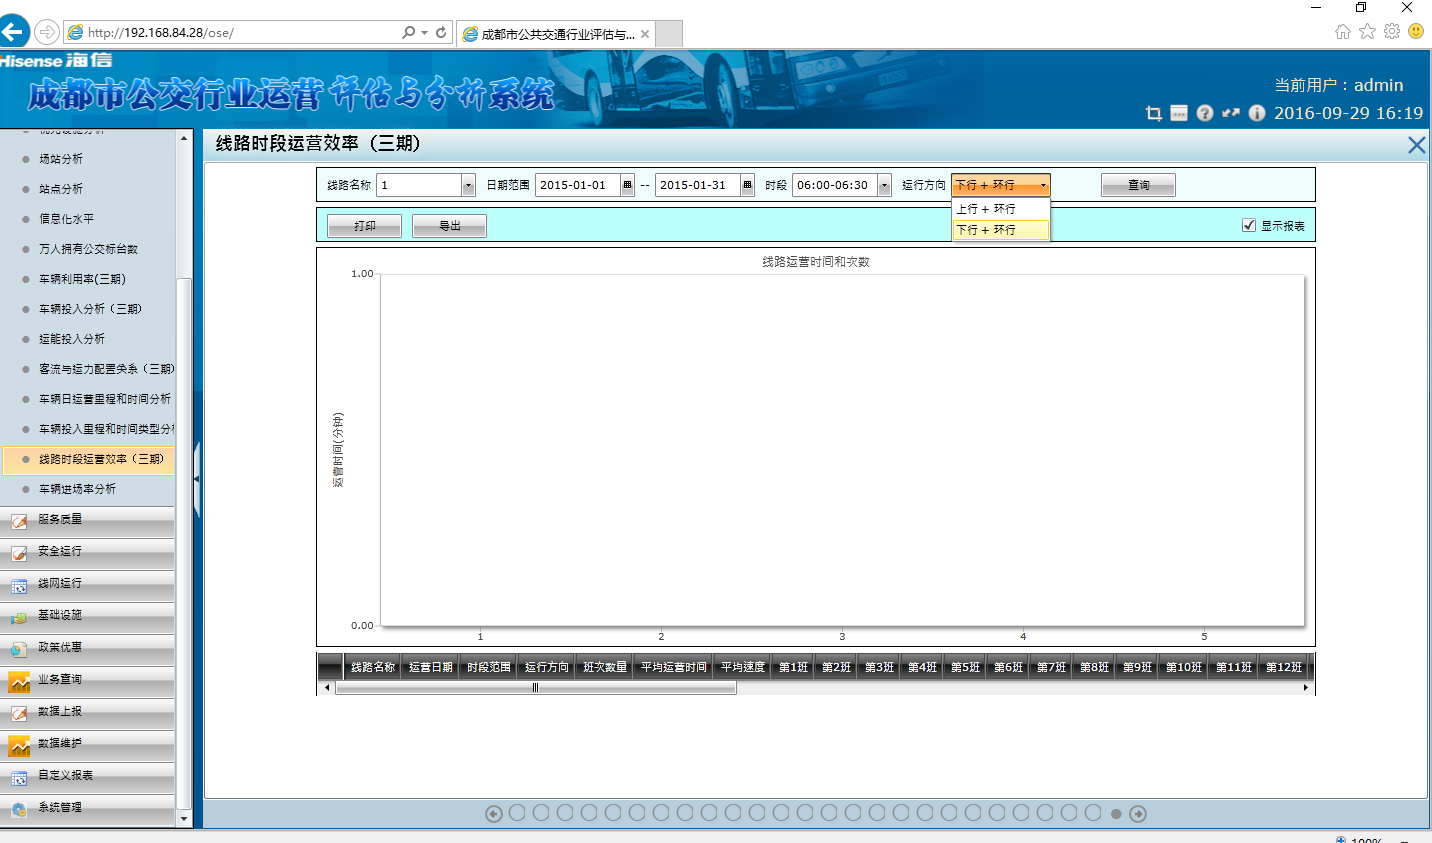 http://192.168.84.28/ose/
成都市公共交通行业评估与...
Hisense 海信
成都市公交行业运营评估与分析系统
当前用户：admin
2016-09-29 16:19
场站分析
站点分析
信息化水平
万人拥有公交标台数
车辆利用率(三期)
车辆投入分析（三期）
运能投入分析
客流与运力配置关系（三期）
车辆日运营里程和时间分析
车辆投入里程和时间类型分
线路时段运营效率（三期）
车辆进场率分析
服务质量
安全运行
线网运行
基础设施
政策优惠
业务查询
数据上报
数据维护
自定义报表
系统管理
线路时段运营效率（三期）
线路名称 1 日期范围 2015-01-01 -- 2015-01-31 时段 06:00-06:30 运行方向 下行 + 环行 查询
上行 + 环行
下行 + 环行
打印 导出 显示报表
线路运营时间和次数
1.00
运营时间(分钟)
0.00
1 2 3 4 5
线路名称 运营日期 时段范围 运行方向 班次数量 平均运营时间 平均速度 第1班 第2班 第3班 第4班 第5班 第6班 第7班 第8班 第9班 第10班 第11班 第12班